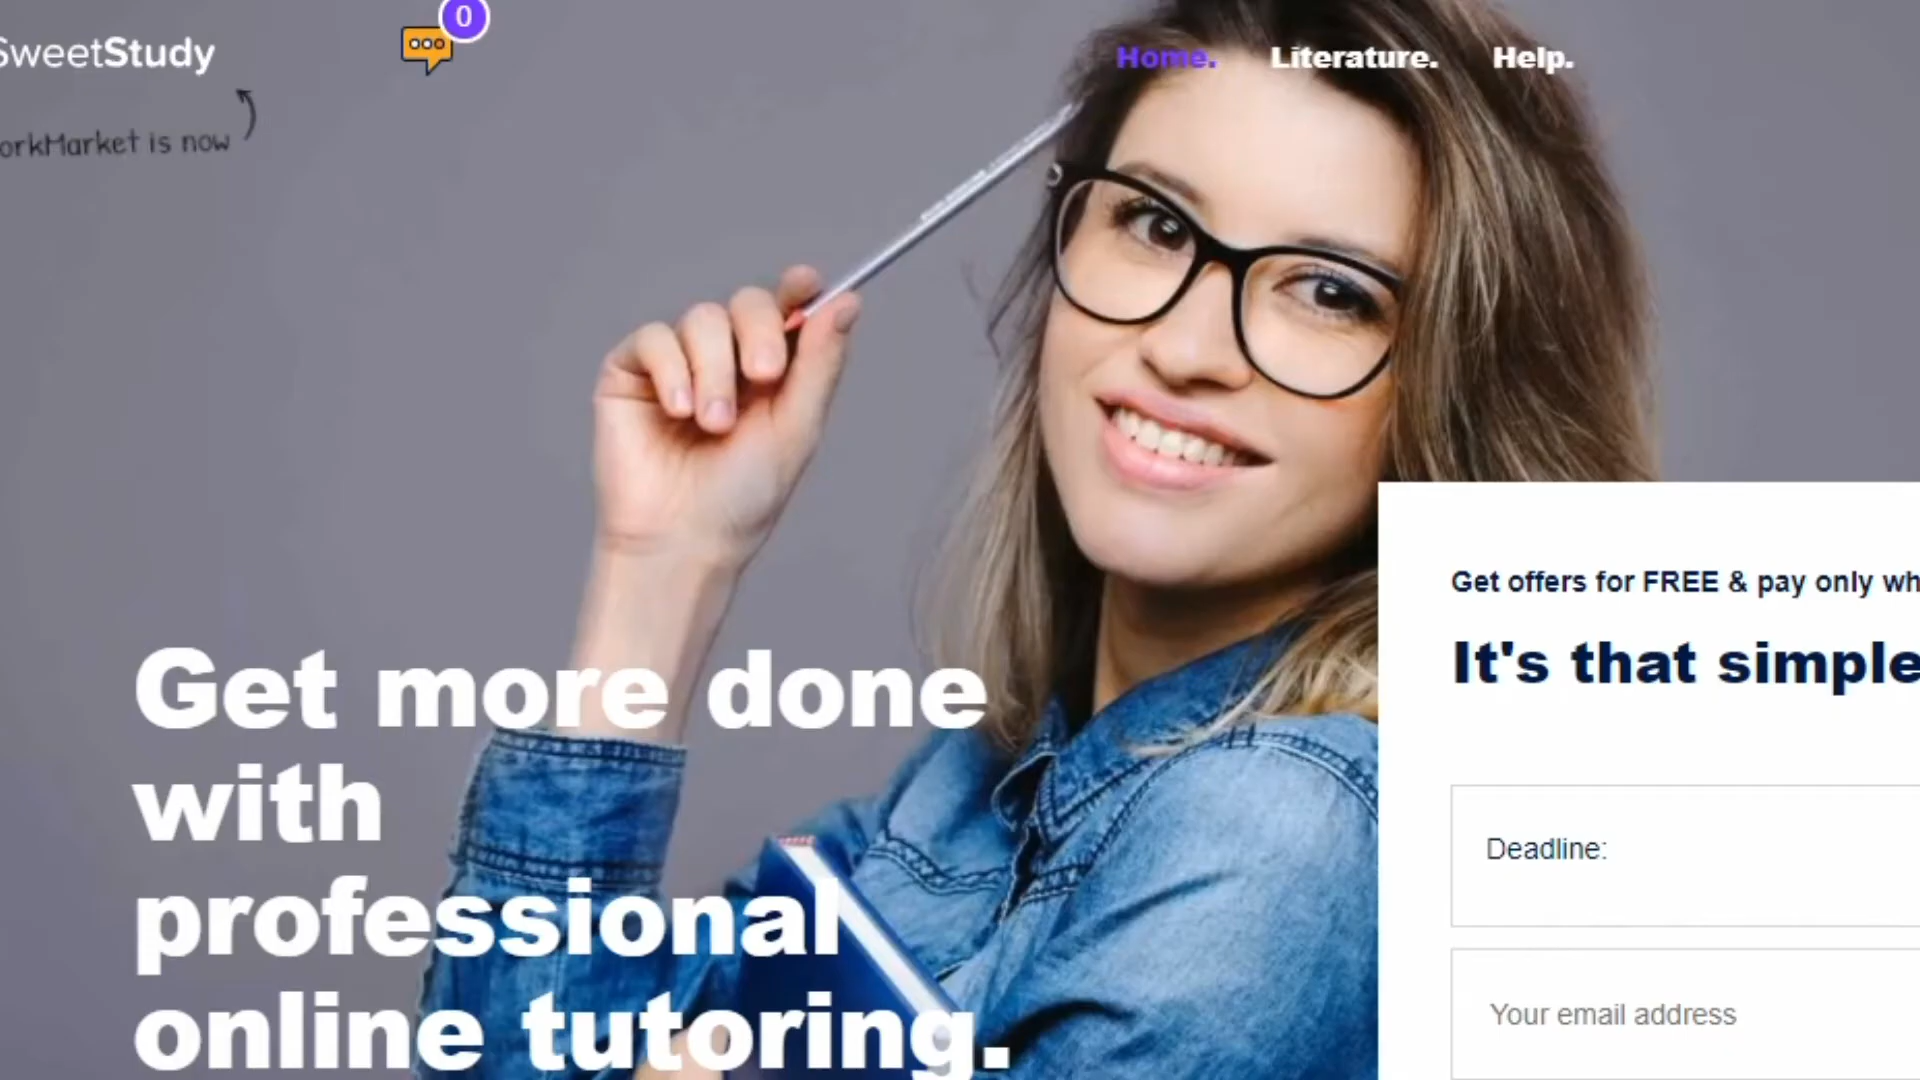 SweetStudy
0
Home. Literature. Help.
orkMarket is now
Get offers for FREE & pay only wh
It's that simple
Get more done
with
professional
online tutoring.
Deadline:
Your email address